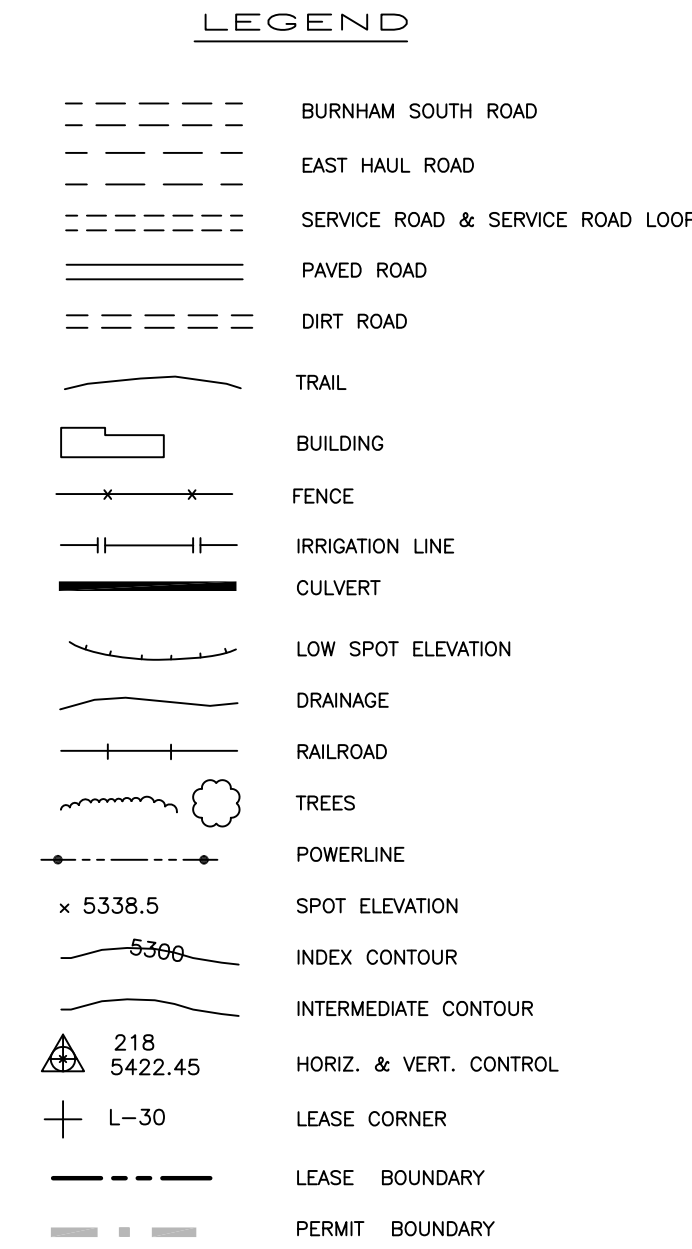 LEGEND
BURNHAM SOUTH ROAD
EAST HAUL ROAD
SERVICE ROAD & SERVICE ROAD LOOP
PAVED ROAD
DIRT ROAD
TRAIL
BUILDING
FENCE
IRRIGATION LINE
CULVERT
LOW SPOT ELEVATION
DRAINAGE
RAILROAD
TREES
POWERLINE
× 5338.5 SPOT ELEVATION
5300 INDEX CONTOUR
INTERMEDIATE CONTOUR
218
5422.45 HORIZ. & VERT. CONTROL
L-30 LEASE CORNER
LEASE BOUNDARY
PERMIT BOUNDARY